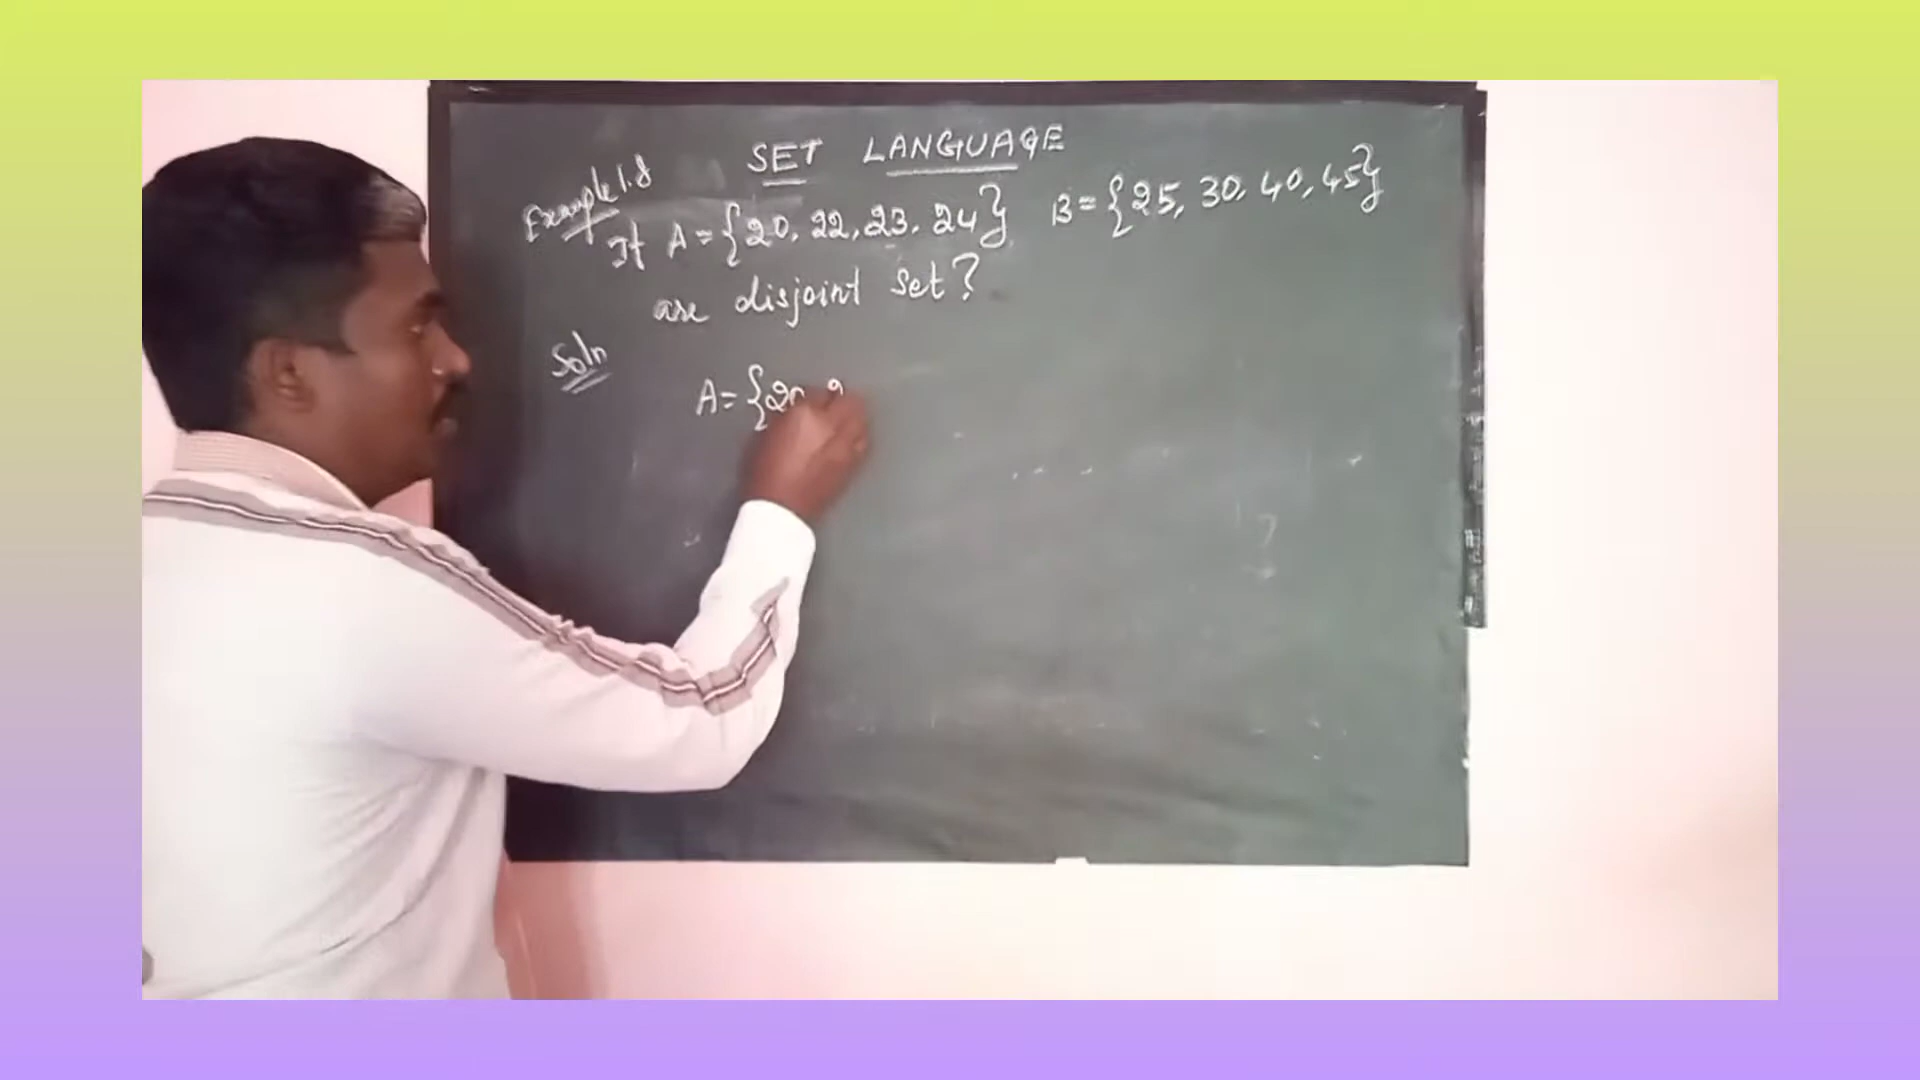 SET LANGUAGE
Example 1.8
If A = {20, 22, 23, 24} B = {25, 30, 40, 45}
are disjoint set?
Soln
A = {20, 2